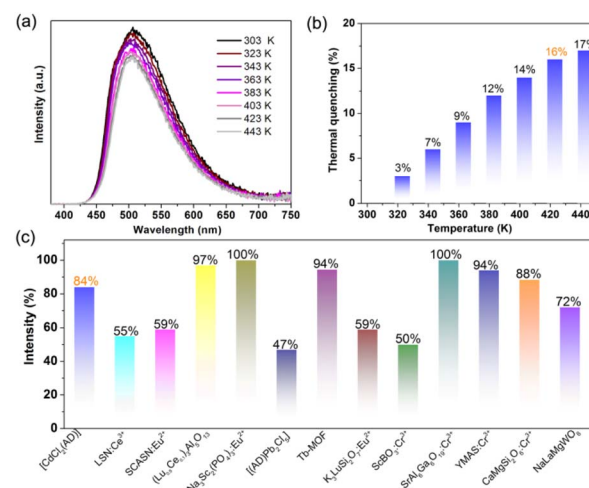 (a)
Intensity (a.u.)
303 K
323 K
343 K
363 K
383 K
403 K
423 K
443 K
400 450 500 550 600 650 700 750
Wavelength (nm)
(b)
Thermal quenching (%)
20
15
10
5
0
3%
7%
9%
12%
14%
16%
17%
300 320 340 360 380 400 420 440
Temperature (K)
(c)
Intensity (%)
100
80
60
40
20
0
84%
55%
59%
97%
100%
47%
94%
59%
50%
100%
94%
88%
72%
[CdCl₂(AD)]
LSN:Ce³⁺
SCASN:Eu²⁺
Na₃Sc₂(PO₄)₃:Eu²⁺
[(AD)Pb₂Cl₅]
Tb-MOF
K₃LuSi₂O₇:Eu²⁺
ScBO₃:Cr³⁺
SrAl₆Ga₆O₁₉:Cr³⁺
YMAS:Cr³⁺
CaMgSi₂O₆:Cr³⁺
NaLaMgWO₆